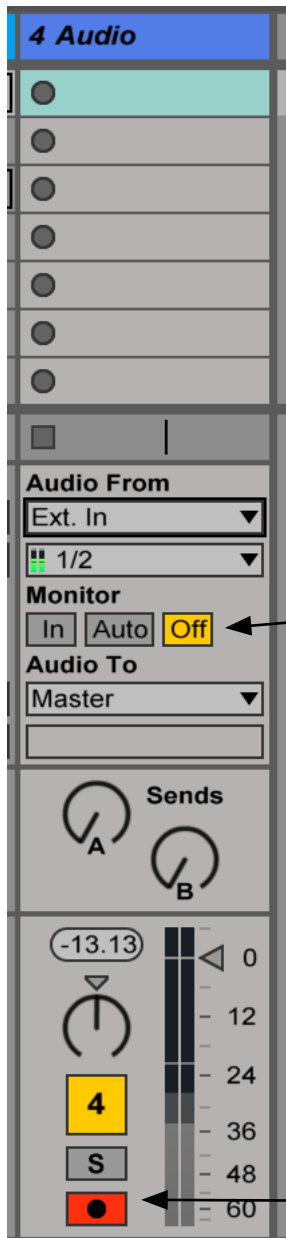 4 Audio
Audio From
Ext. In
1/2
Monitor
In Auto Off
Audio To
Master
Sends
A
B
-13.13
0
12
24
4
36
S
48
60